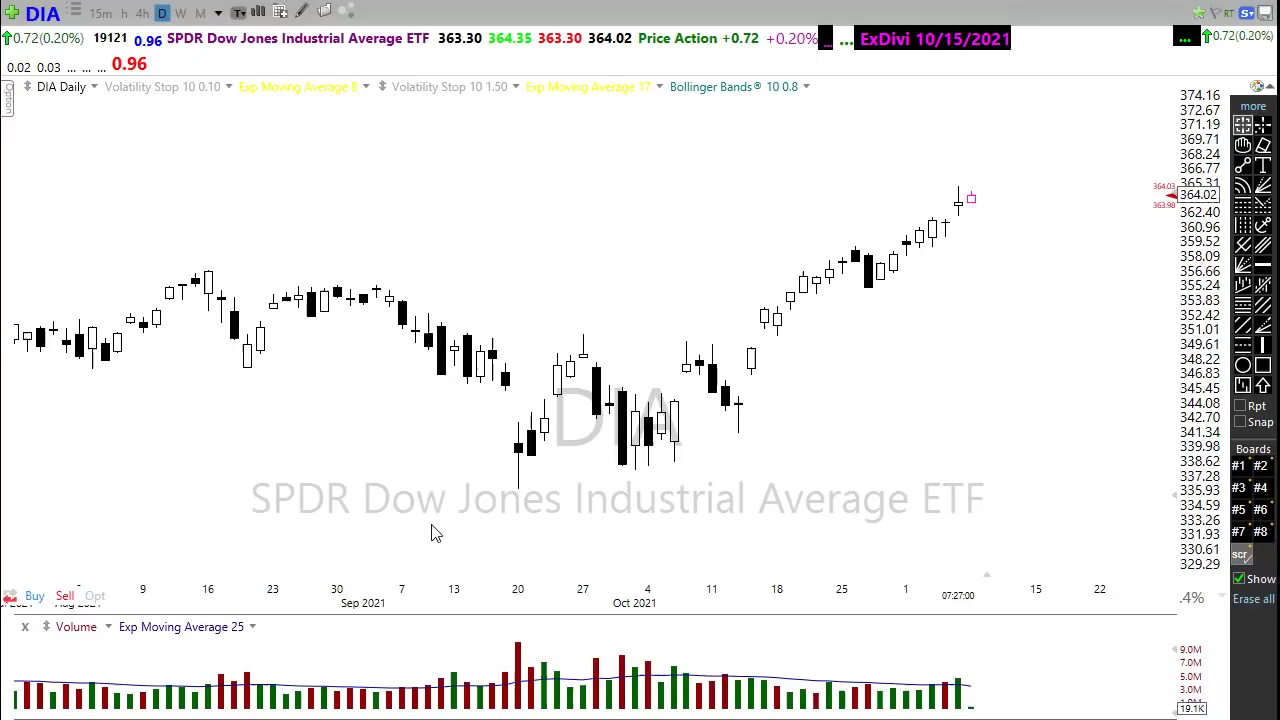 DIA 15m h 4h D W M T RT S
0.72(0.20%) 19121 0.96 SPDR Dow Jones Industrial Average ETF 363.30 364.35 363.30 364.02 Price Action +0.72 +0.20% ... ... ExDivi 10/15/2021 ... 0.72(0.20%)
0.02 0.03 ... ... ... 0.96
Option
DIA Daily Volatility Stop 10 0.10 Exp Moving Average 8 Volatility Stop 10 1.50 Exp Moving Average 17 Bollinger Bands® 10 0.8
374.16
372.67
371.19
369.71
368.24
366.77
365.31
364.03
364.02
363.98
362.40
360.96
359.52
358.09
356.66
355.24
353.83
352.42
351.01
349.61
348.22
346.83
345.45
344.08
342.70
341.34
339.98
338.62
337.28
335.93
334.59
333.26
331.93
330.61
329.29
more
Rpt
Snap
Boards
#1 #2
#3 #4
#5 #6
#7 #8
scr
Show
Erase all
DIA
SPDR Dow Jones Industrial Average ETF
9 16 23 30 7 13 20 27 4 11 18 25 1 07:27:00 15 22
Buy Sell Opt
Sep 2021 Oct 2021
.4%
x Volume Exp Moving Average 25
9.0M
7.0M
5.0M
3.0M
19.1K